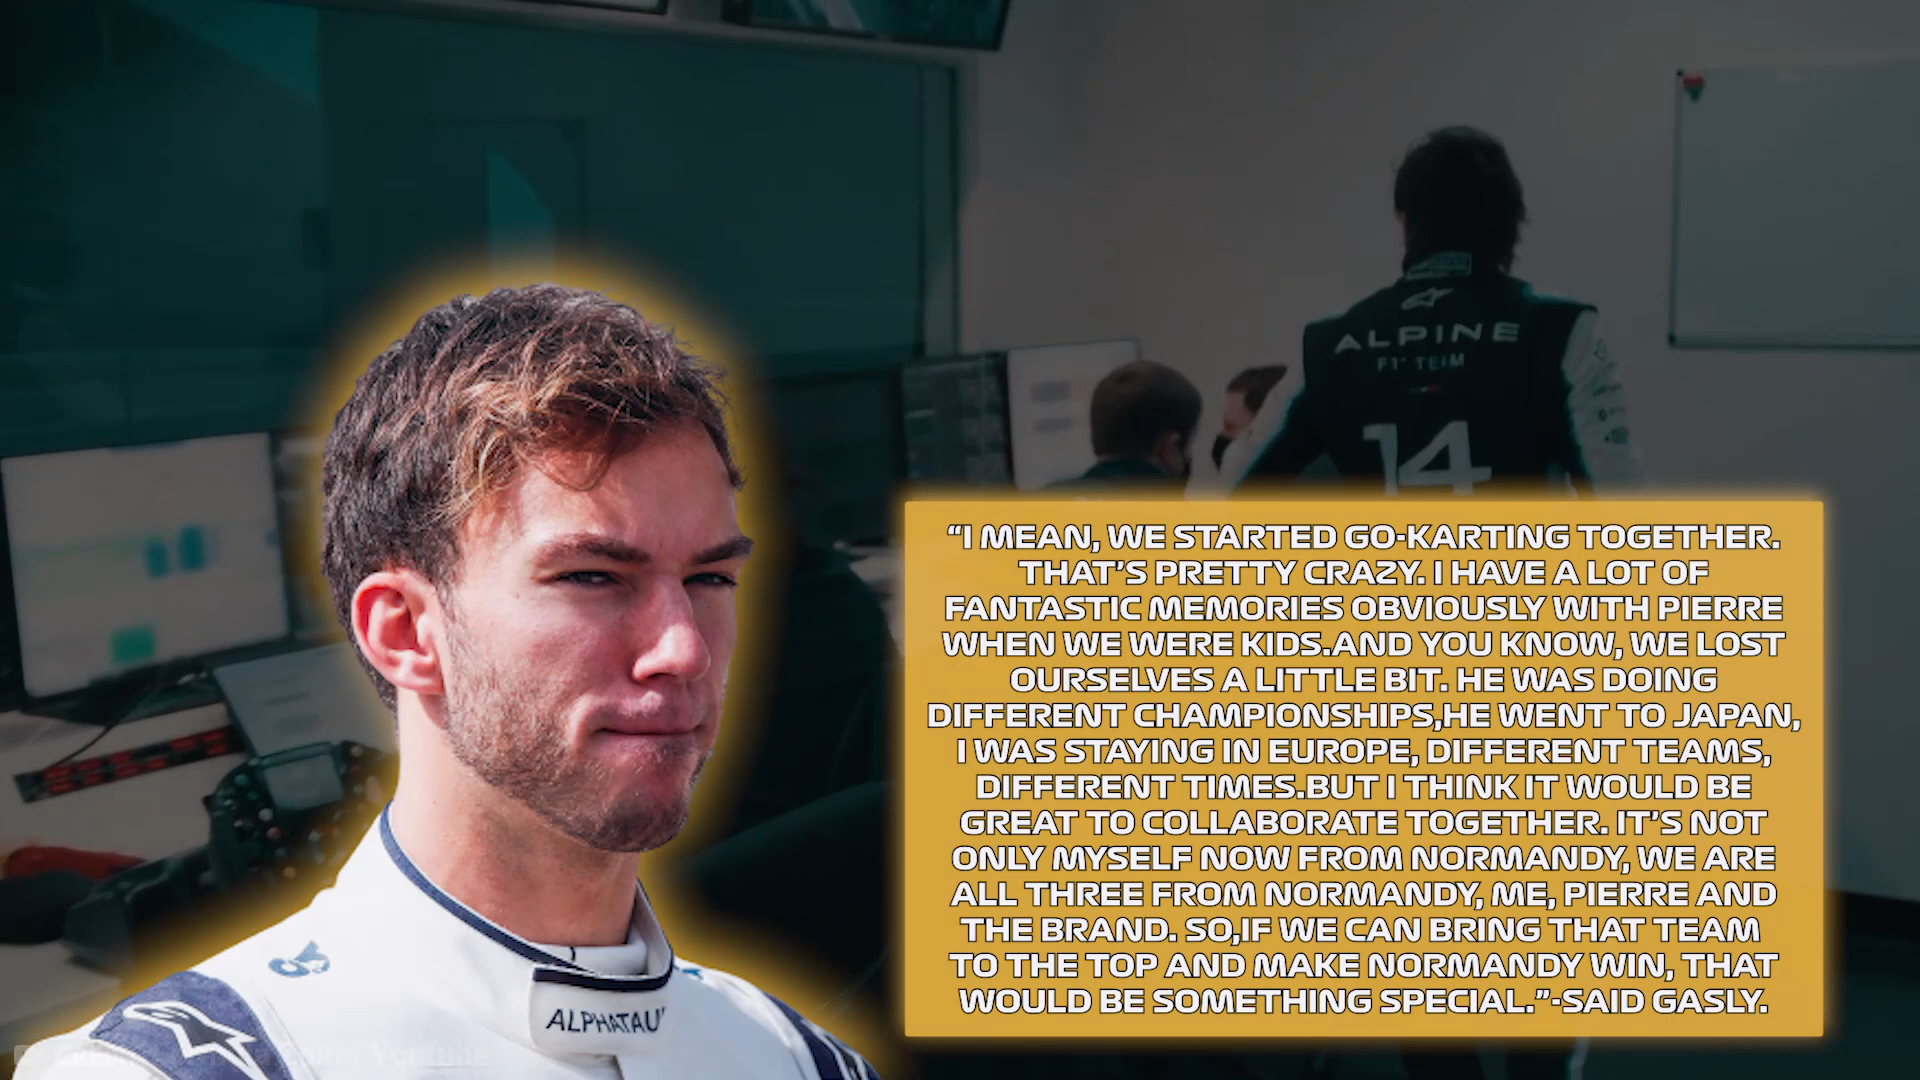 ALPINE
F1 TEAM
14
“I MEAN, WE STARTED GO-KARTING TOGETHER.
THAT’S PRETTY CRAZY. I HAVE A LOT OF
FANTASTIC MEMORIES OBVIOUSLY WITH PIERRE
WHEN WE WERE KIDS.AND YOU KNOW, WE LOST
OURSELVES A LITTLE BIT. HE WAS DOING
DIFFERENT CHAMPIONSHIPS,HE WENT TO JAPAN,
I WAS STAYING IN EUROPE, DIFFERENT TEAMS,
DIFFERENT TIMES.BUT I THINK IT WOULD BE
GREAT TO COLLABORATE TOGETHER. IT’S NOT
ONLY MYSELF NOW FROM NORMANDY, WE ARE
ALL THREE FROM NORMANDY, ME, PIERRE AND
THE BRAND. SO,IF WE CAN BRING THAT TEAM
TO THE TOP AND MAKE NORMANDY WIN, THAT
WOULD BE SOMETHING SPECIAL.”-SAID GASLY.
ALPHATAU